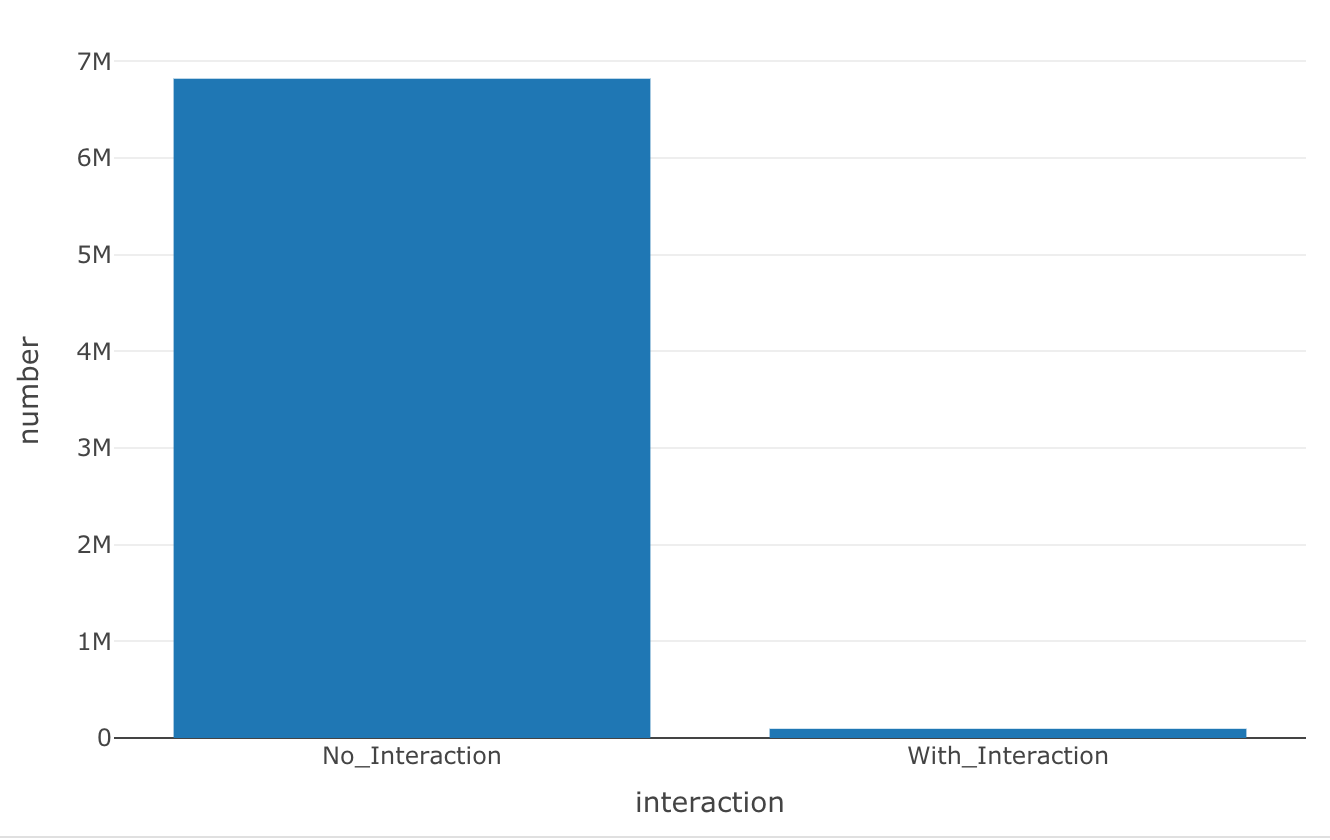 7M
6M
5M
4M
3M
2M
1M
0
number
No_Interaction
With_Interaction
interaction